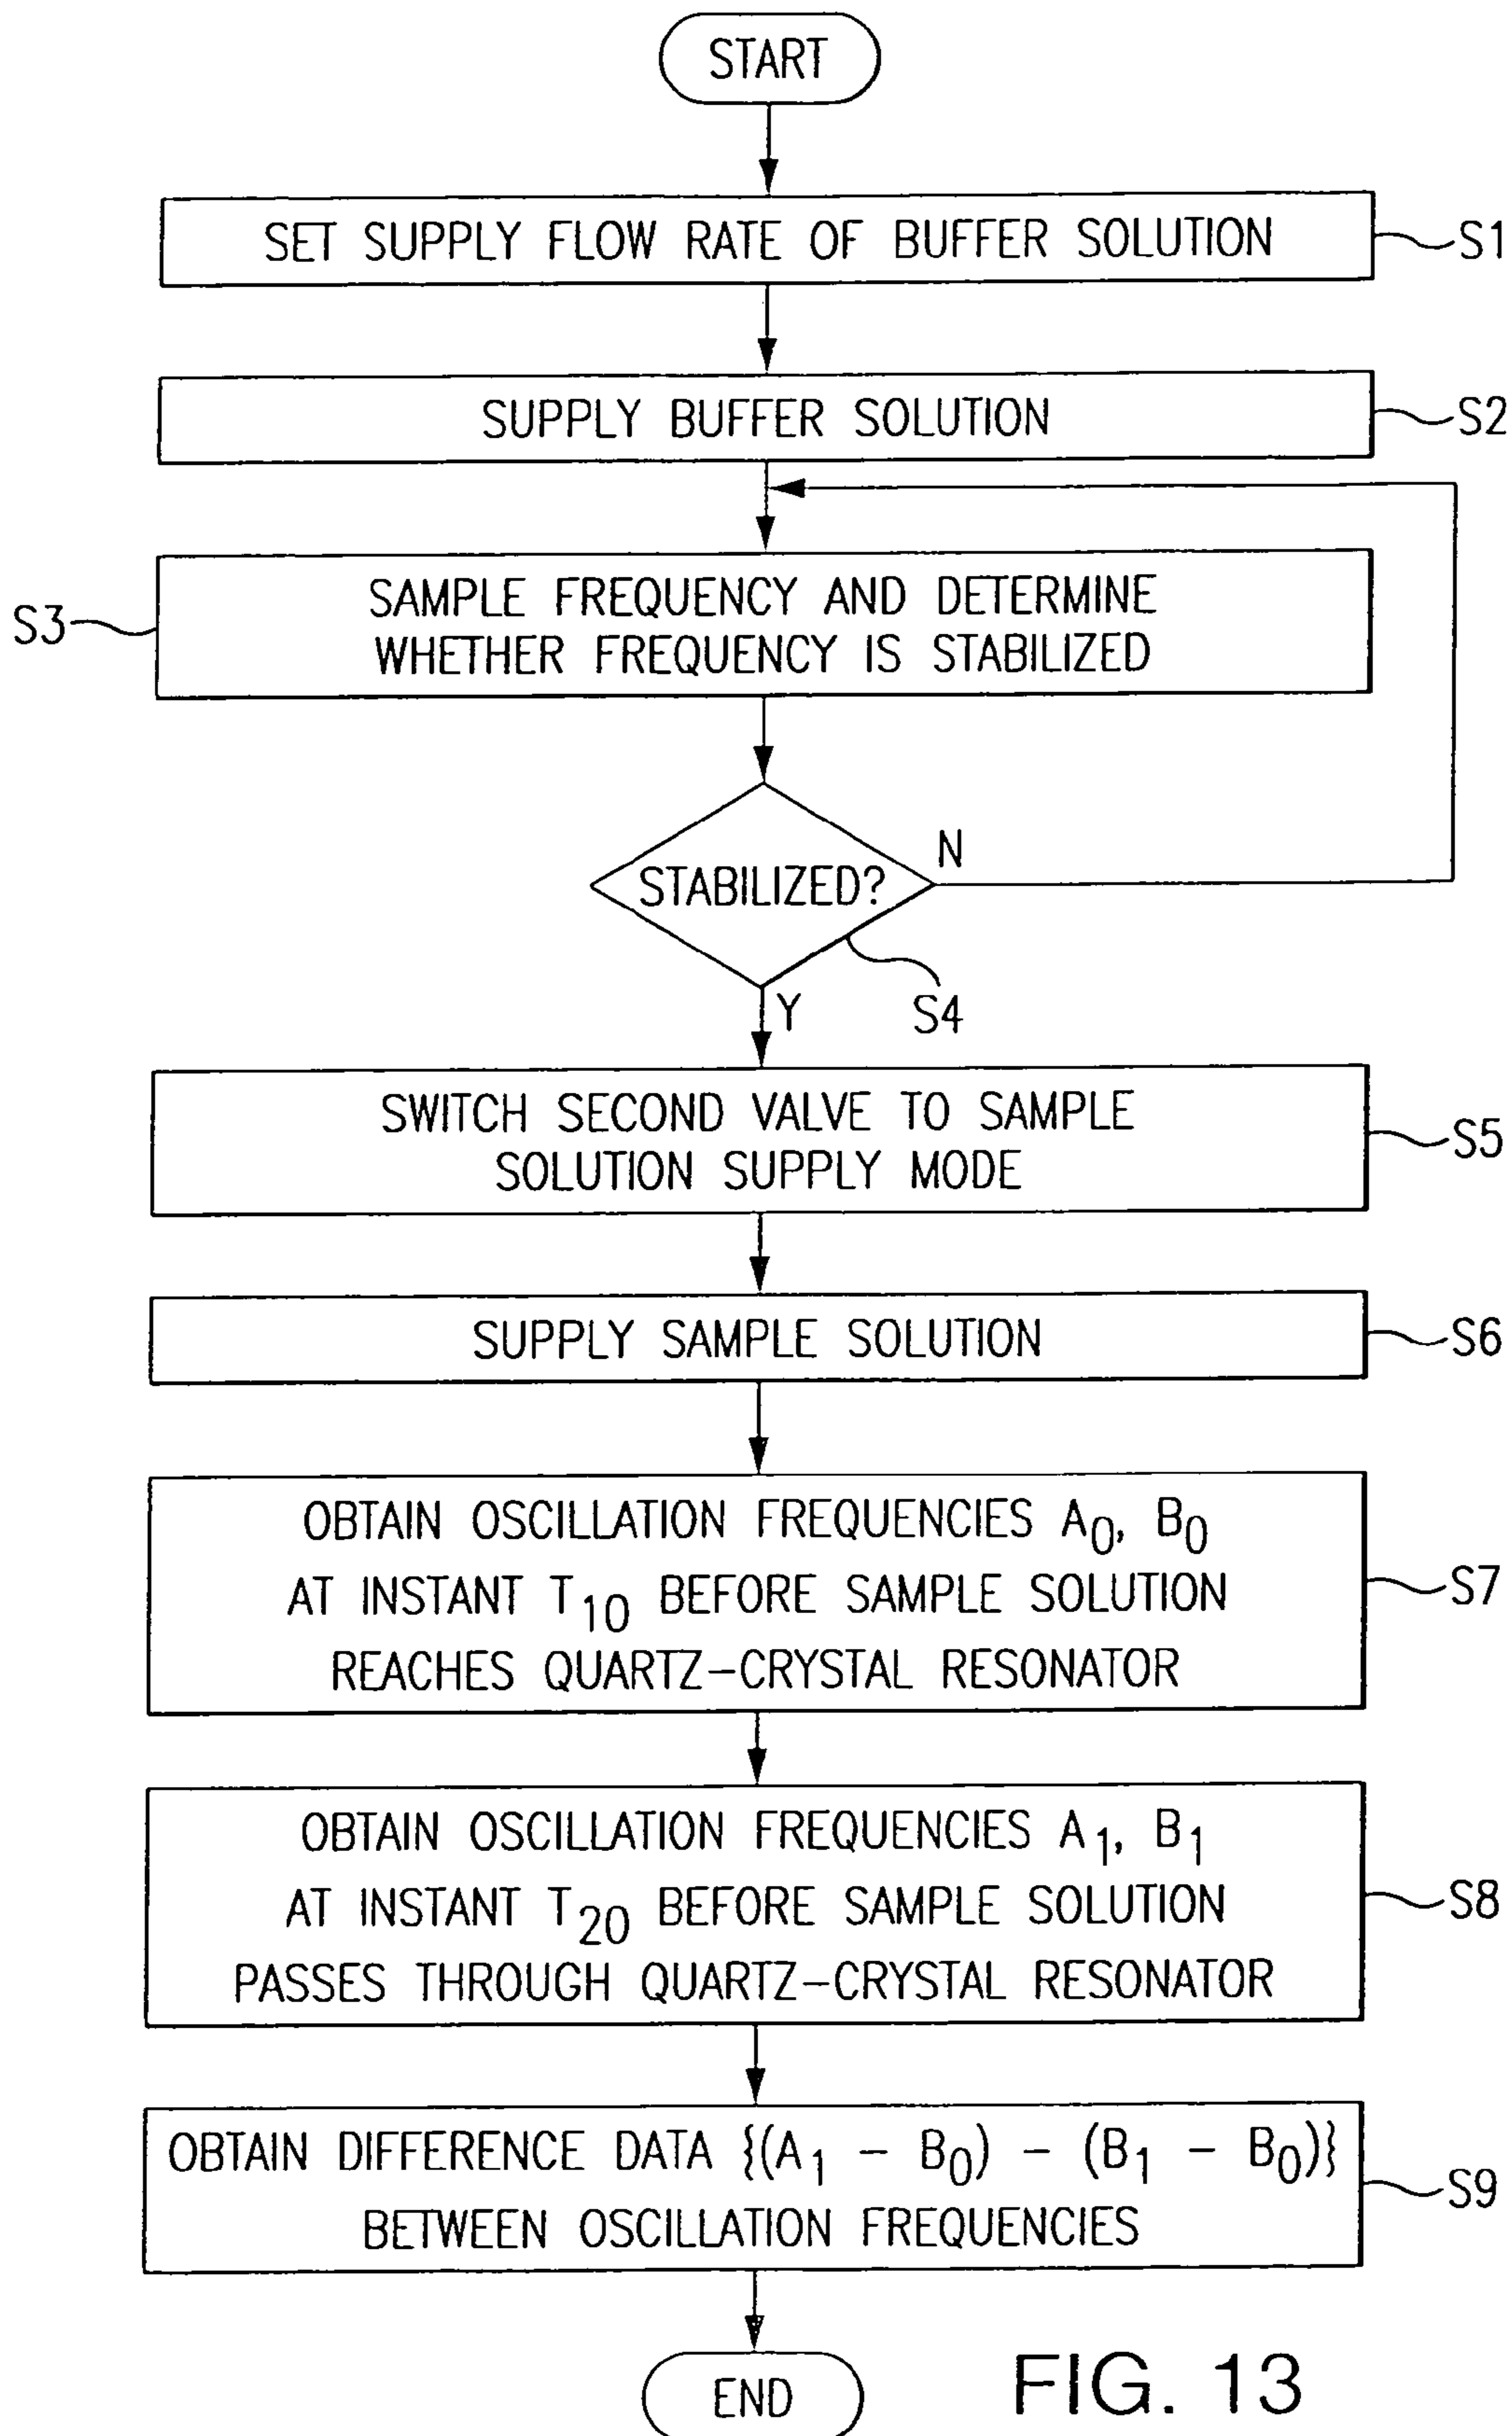 START
SET SUPPLY FLOW RATE OF BUFFER SOLUTION
S1
SUPPLY BUFFER SOLUTION
S2
SAMPLE FREQUENCY AND DETERMINE
WHETHER FREQUENCY IS STABILIZED
S3
STABILIZED?
N
Y
S4
SWITCH SECOND VALVE TO SAMPLE
SOLUTION SUPPLY MODE
S5
SUPPLY SAMPLE SOLUTION
S6
OBTAIN OSCILLATION FREQUENCIES A₀, B₀
AT INSTANT T₁₀ BEFORE SAMPLE SOLUTION
REACHES QUARTZ–CRYSTAL RESONATOR
S7
OBTAIN OSCILLATION FREQUENCIES A₁, B₁
AT INSTANT T₂₀ BEFORE SAMPLE SOLUTION
PASSES THROUGH QUARTZ–CRYSTAL RESONATOR
S8
OBTAIN DIFFERENCE DATA {(A₁ – B₀) – (B₁ – B₀)}
BETWEEN OSCILLATION FREQUENCIES
S9
END
FIG. 13